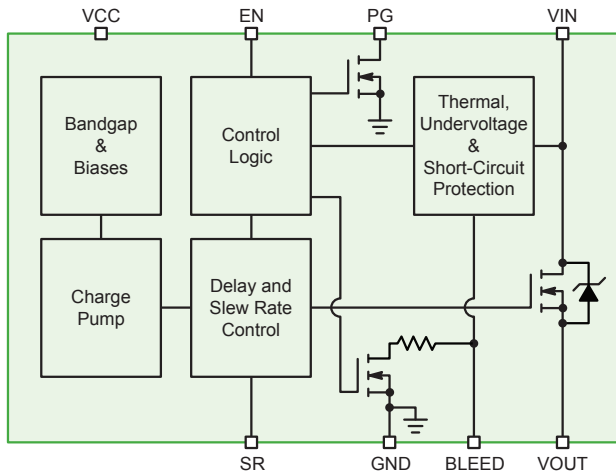 VCC
EN
PG
VIN
Bandgap
&
Biases
Control
Logic
Thermal,
Undervoltage
&
Short-Circuit
Protection
Charge
Pump
Delay and
Slew Rate
Control
SR
GND
BLEED
VOUT